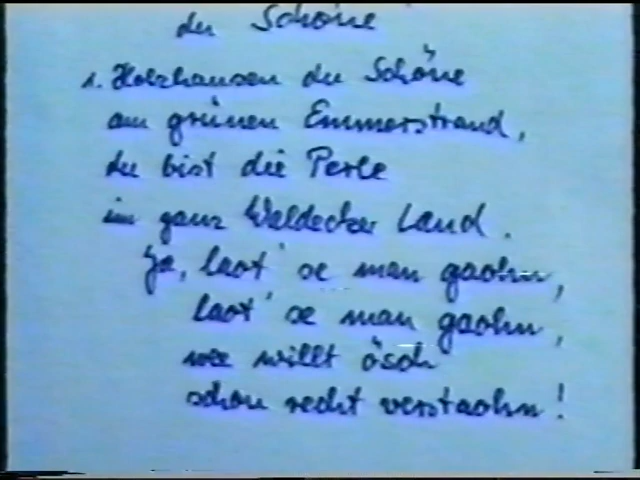 du Schöne
1. Holzhausen du Schöne
am grünen Emmerstrand,
du bist die Perle
im ganz Waldecker Land.
Ja, laot' se man gaohn,
laot' se man gaohn,
wee willt ösch
schon recht verstaohn!